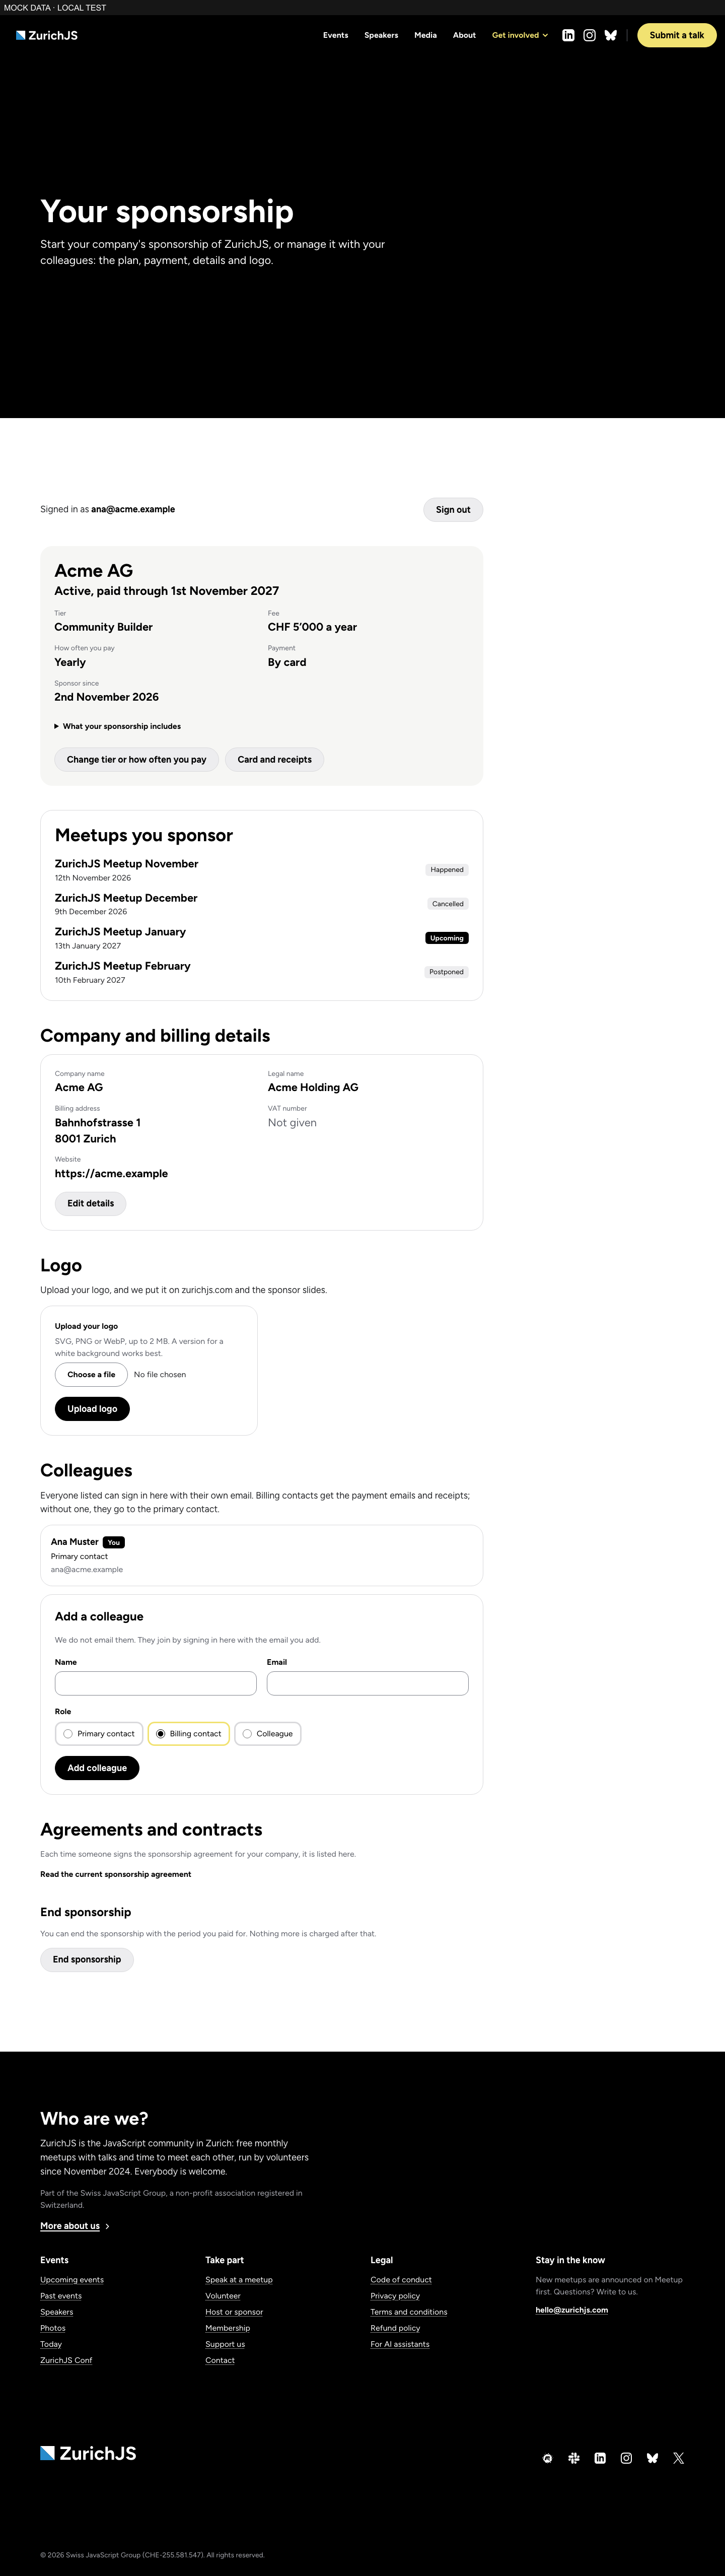 MOCK DATA · LOCAL TEST
ZurichJS
Events
Speakers
Media
About
Get involved
Submit a talk
Your sponsorship
Start your company's sponsorship of ZurichJS, or manage it with your
colleagues: the plan, payment, details and logo.
Signed in as ana@acme.example
Sign out
Acme AG
Active, paid through 1st November 2027
Tier
Community Builder
Fee
CHF 5’000 a year
How often you pay
Yearly
Payment
By card
Sponsor since
2nd November 2026
What your sponsorship includes
Change tier or how often you pay
Card and receipts
Meetups you sponsor
ZurichJS Meetup November
12th November 2026
Happened
ZurichJS Meetup December
9th December 2026
Cancelled
ZurichJS Meetup January
13th January 2027
Upcoming
ZurichJS Meetup February
10th February 2027
Postponed
Company and billing details
Company name
Acme AG
Legal name
Acme Holding AG
Billing address
Bahnhofstrasse 1
8001 Zurich
VAT number
Not given
Website
https://acme.example
Edit details
Logo
Upload your logo, and we put it on zurichjs.com and the sponsor slides.
Upload your logo
SVG, PNG or WebP, up to 2 MB. A version for a
white background works best.
Choose a file
No file chosen
Upload logo
Colleagues
Everyone listed can sign in here with their own email. Billing contacts get the payment emails and receipts;
without one, they go to the primary contact.
Ana Muster
You
Primary contact
ana@acme.example
Add a colleague
We do not email them. They join by signing in here with the email you add.
Name
Email
Role
Primary contact
Billing contact
Colleague
Add colleague
Agreements and contracts
Each time someone signs the sponsorship agreement for your company, it is listed here.
Read the current sponsorship agreement
End sponsorship
You can end the sponsorship with the period you paid for. Nothing more is charged after that.
End sponsorship
Who are we?
ZurichJS is the JavaScript community in Zurich: free monthly
meetups with talks and time to meet each other, run by volunteers
since November 2024. Everybody is welcome.
Part of the Swiss JavaScript Group, a non-profit association registered in
Switzerland.
More about us
Events
Upcoming events
Past events
Speakers
Photos
Today
ZurichJS Conf
Take part
Speak at a meetup
Volunteer
Host or sponsor
Membership
Support us
Contact
Legal
Code of conduct
Privacy policy
Terms and conditions
Refund policy
For AI assistants
Stay in the know
New meetups are announced on Meetup
first. Questions? Write to us.
hello@zurichjs.com
ZurichJS
© 2026 Swiss JavaScript Group (CHE-255.581.547). All rights reserved.